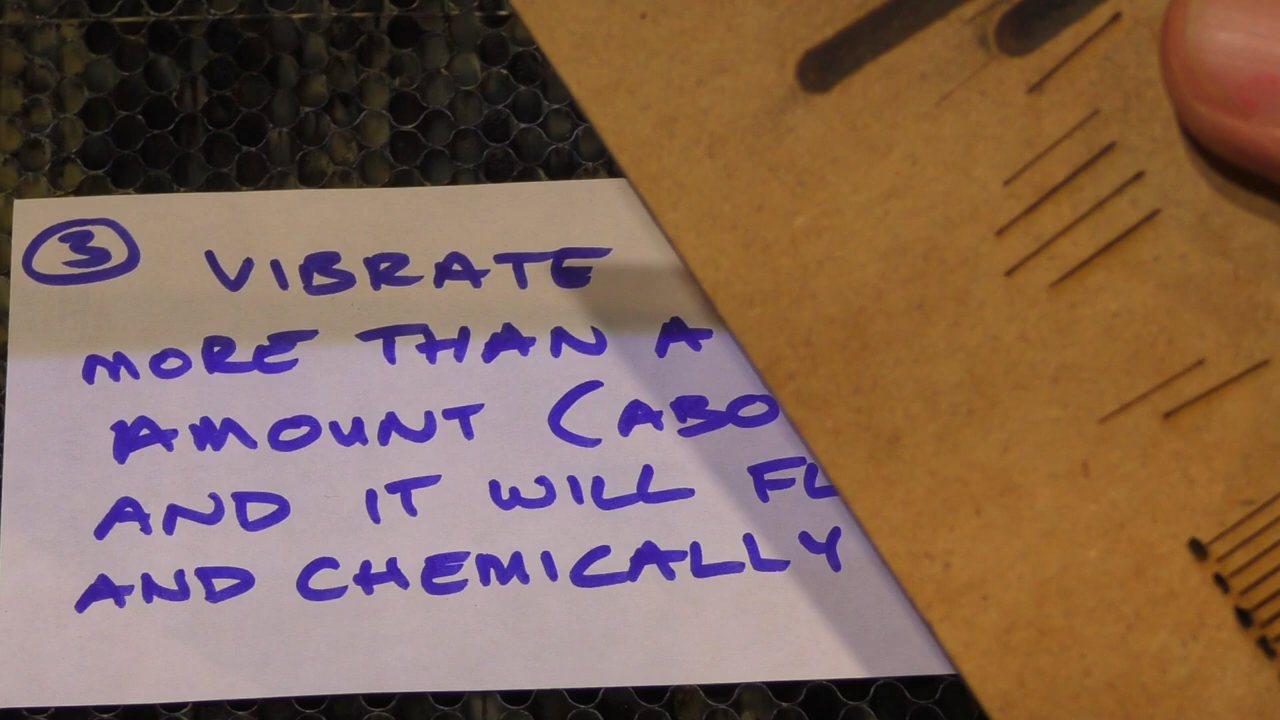 ③ VIBRATE
MORE THAN A
AMOUNT (ABO
AND IT WILL FL
AND CHEMICALLY